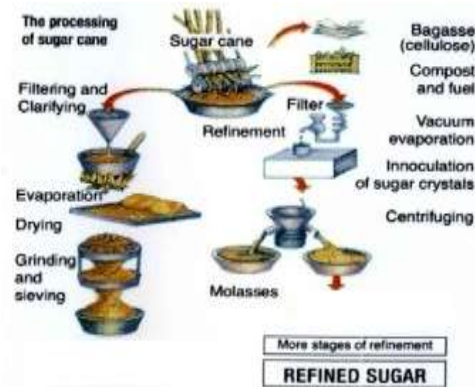 The processing
of sugar cane
Sugar cane
Bagasse
(cellulose)
Compost
and fuel
Filtering and
Clarifying
Filter
Refinement
Vacuum
evaporation
Innoculation
of sugar crystals
Evaporation
Drying
Centrifuging
Grinding
and
sieving
Molasses
More stages of refinement
REFINED SUGAR